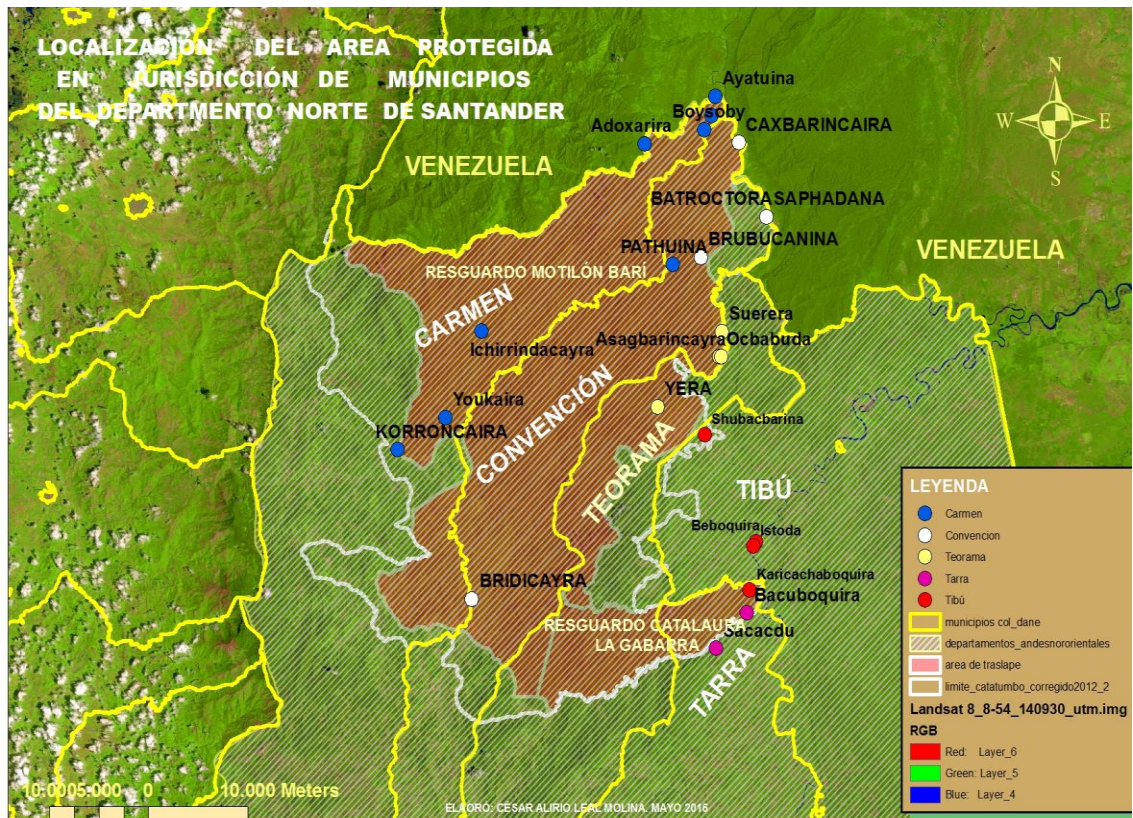 LOCALIZACIÓN DEL AREA PROTEGIDA
EN JURISDICCIÓN DE MUNICIPIOS
DEL DEPARTMENTO NORTE DE SANTANDER
N
W E
S
Ayatuina
Boysoby
Adoxarira
CAXBARINCAIRA
VENEZUELA
BATROCTORA SAPHADANA
PATHUINA
BRUBUCANINA
VENEZUELA
RESGUARDO MOTILÓN BARÍ
CARMEN
Ichirrindacayra
Suerera
Asagbarincayra
Ocbabuda
CONVENCIÓN
YERA
Youkaira
Shubacbarina
KORRONCAIRA
TEORAMA
TIBÚ
Beboquira
Istoda
Karicachaboquira
BRIDICAYRA
Bacuboquira
RESGUARDO CATALAURA
LA GABARRA
Sacacdu
TARRA
LEYENDA
Carmen
Convencion
Teorama
Tarra
Tibú
municipios col_dane
departamentos_andesnororientales
area de traslape
limite_catatumbo_corregido2012_2
Landsat 8_8-54_140930_utm.img
RGB
Red: Layer_6
Green: Layer_5
Blue: Layer_4
10.0005.000 0 10.000 Meters
ELABORO: CÉSAR ALIRIO LEAL MOLINA. MAYO 2016